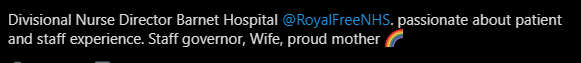 Divisional Nurse Director Barnet Hospital @RoyalFreeNHS. passionate about patient
and staff experience. Staff governor, Wife, proud mother 🌈